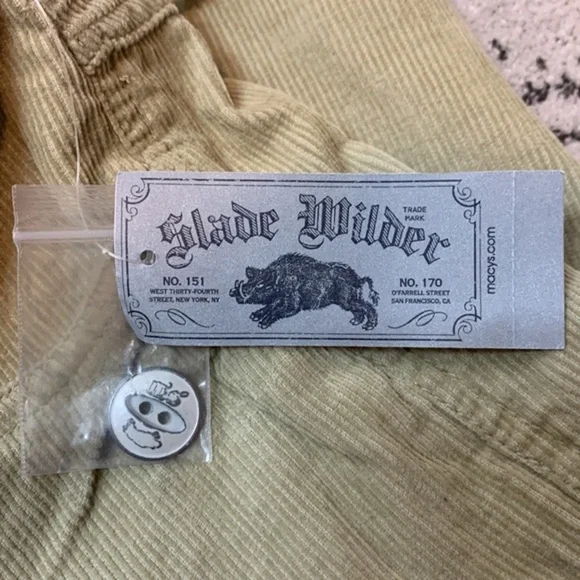 Slade Wilder
TRADE
MARK
NO. 151
WEST THIRTY-FOURTH
STREET, NEW YORK, NY
NO. 170
O'FARRELL STREET
SAN FRANCISCO, CA
macys.com